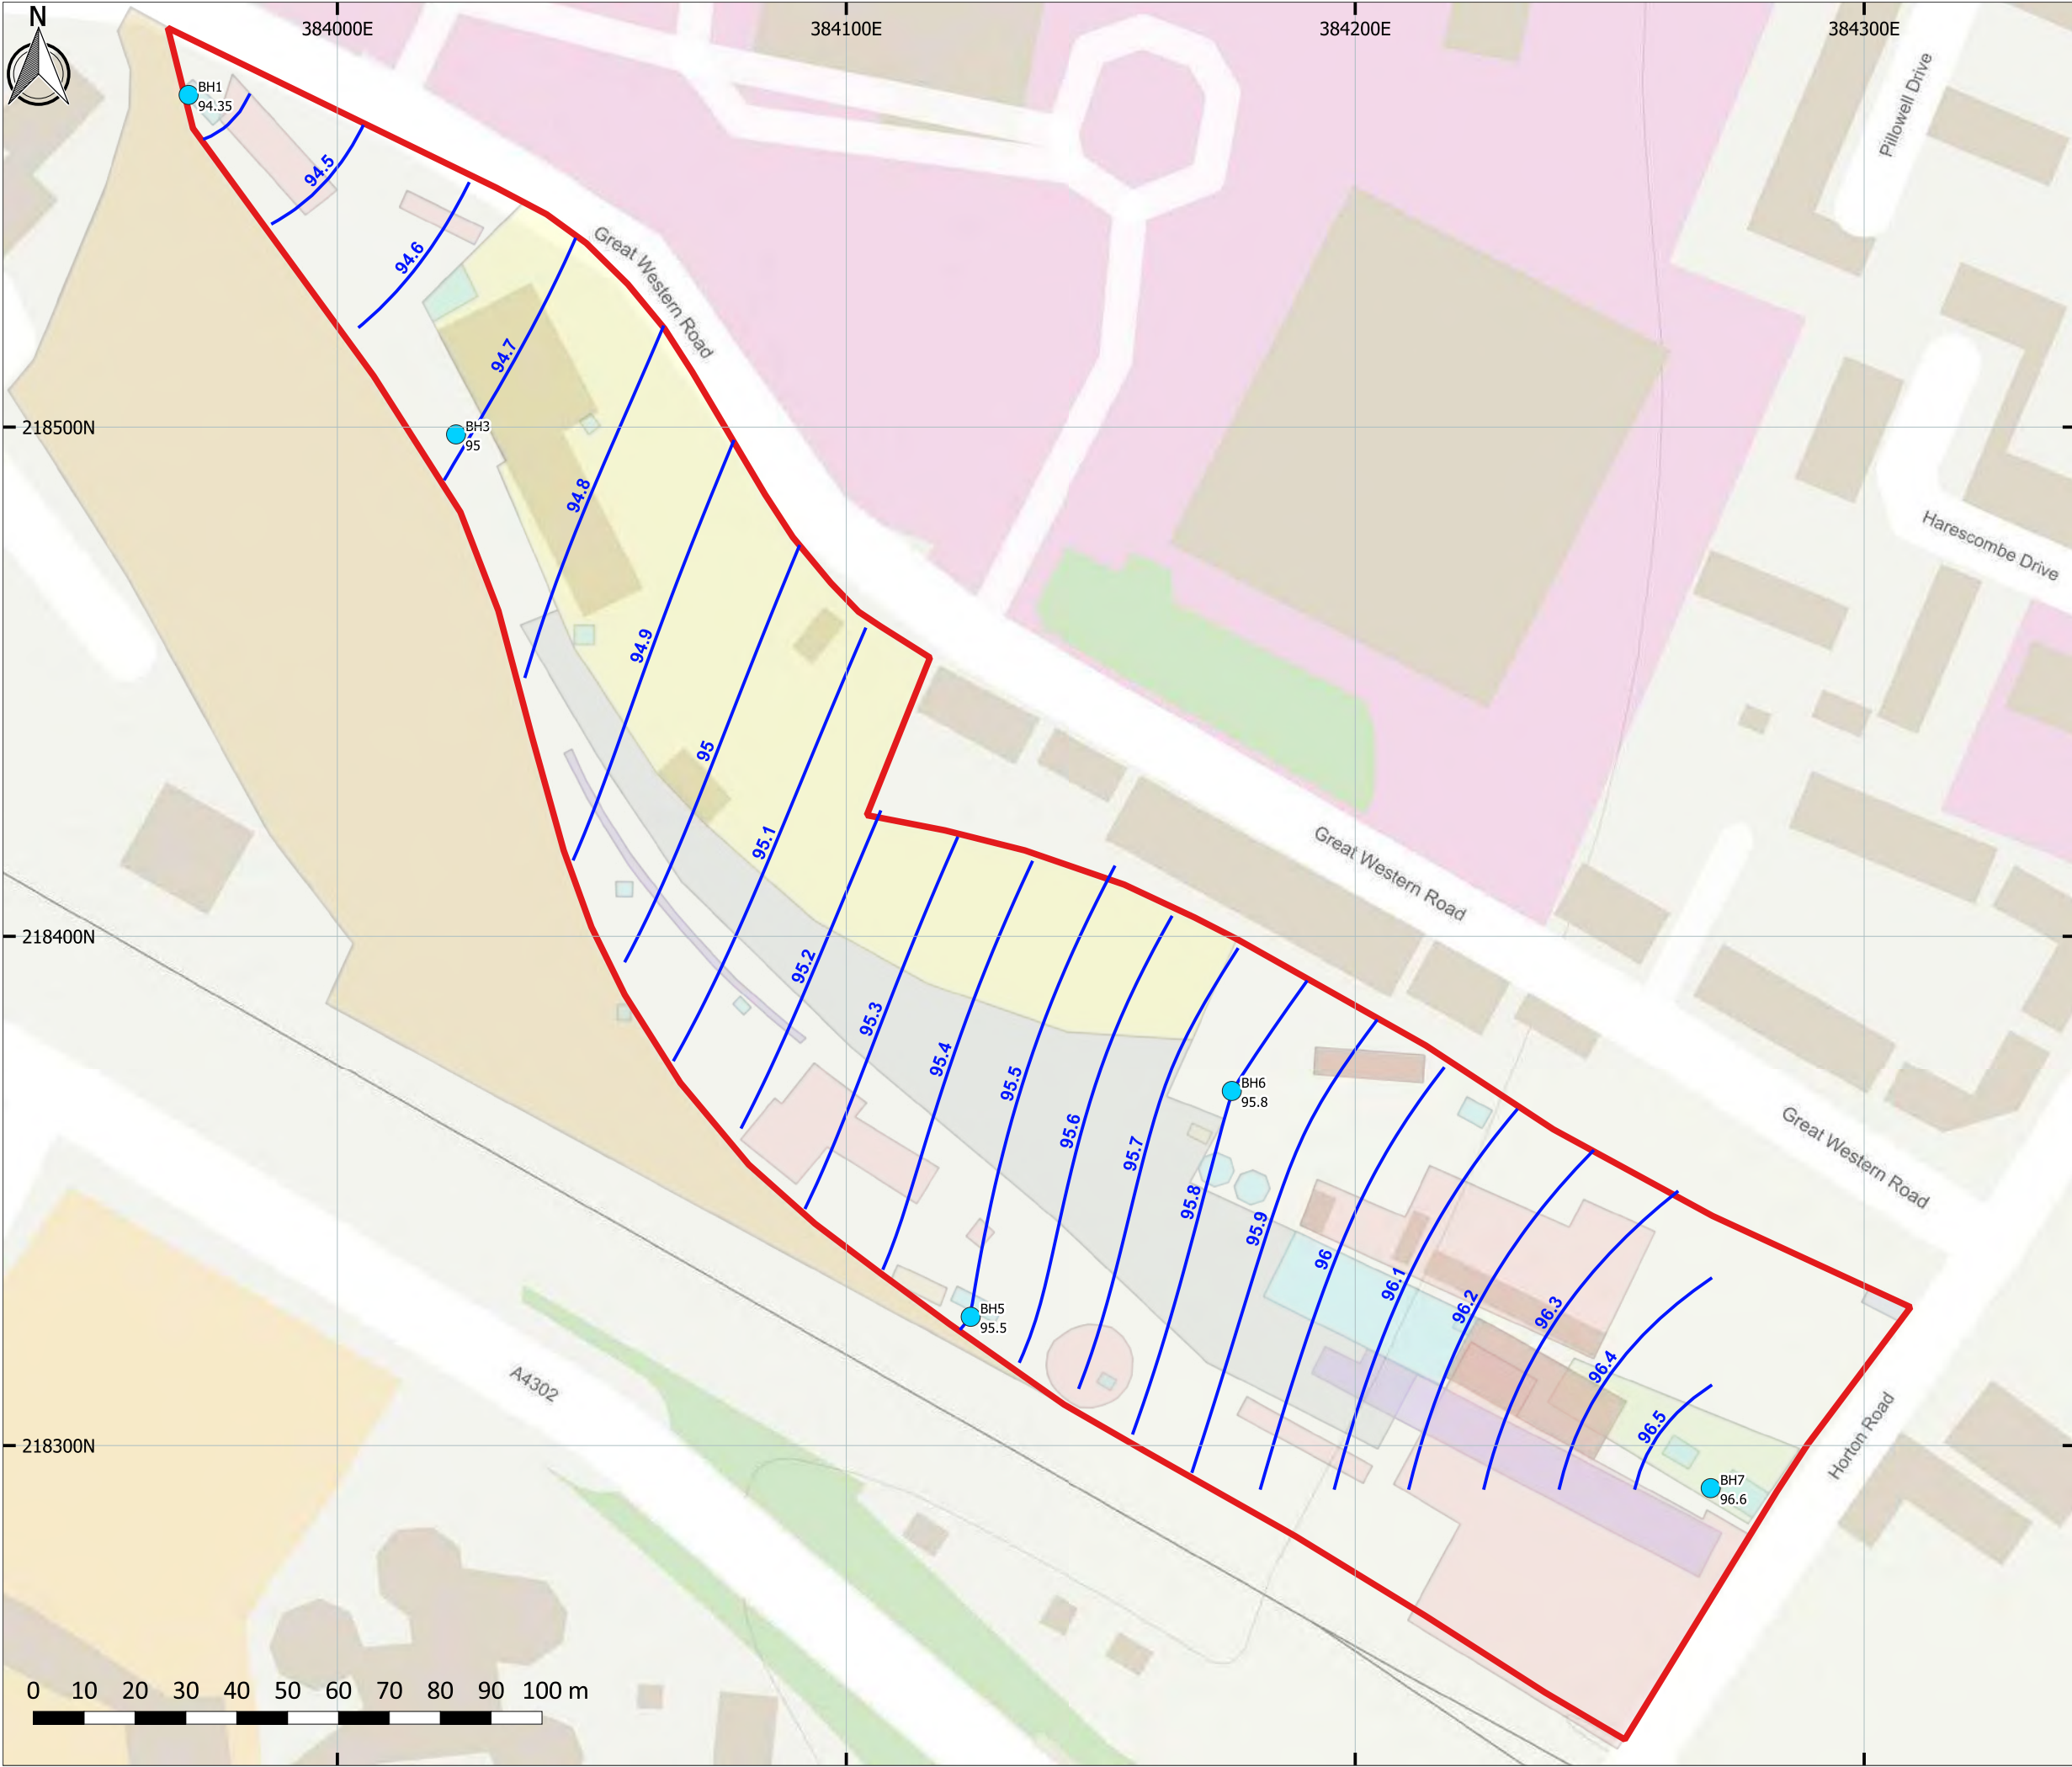 N
384000E
384100E
384200E
384300E
Pillowell Drive
BH1
94.35
94.5
94.6
Great Western Road
94.7
218500N
BH3
95
94.8
Harescombe Drive
94.9
95
95.1
Great Western Road
218400N
95.2
95.3
95.4
95.5
95.6
95.7
BH6
95.8
95.8
95.9
96
96.1
96.2
96.3
96.4
96.5
Great Western Road
BH5
95.5
A4302
218300N
Horton Road
BH7
96.6
0 10 20 30 40 50 60 70 80 90 100 m